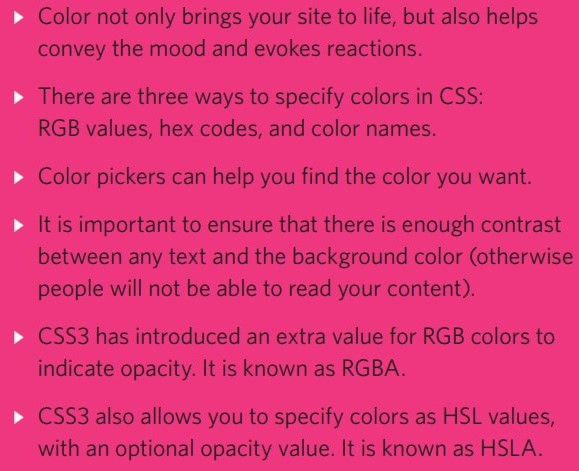 Color not only brings your site to life, but also helps
convey the mood and evokes reactions.
There are three ways to specify colors in CSS:
RGB values, hex codes, and color names.
Color pickers can help you find the color you want.
It is important to ensure that there is enough contrast
between any text and the background color (otherwise
people will not be able to read your content).
CSS3 has introduced an extra value for RGB colors to
indicate opacity. It is known as RGBA.
CSS3 also allows you to specify colors as HSL values,
with an optional opacity value. It is known as HSLA.